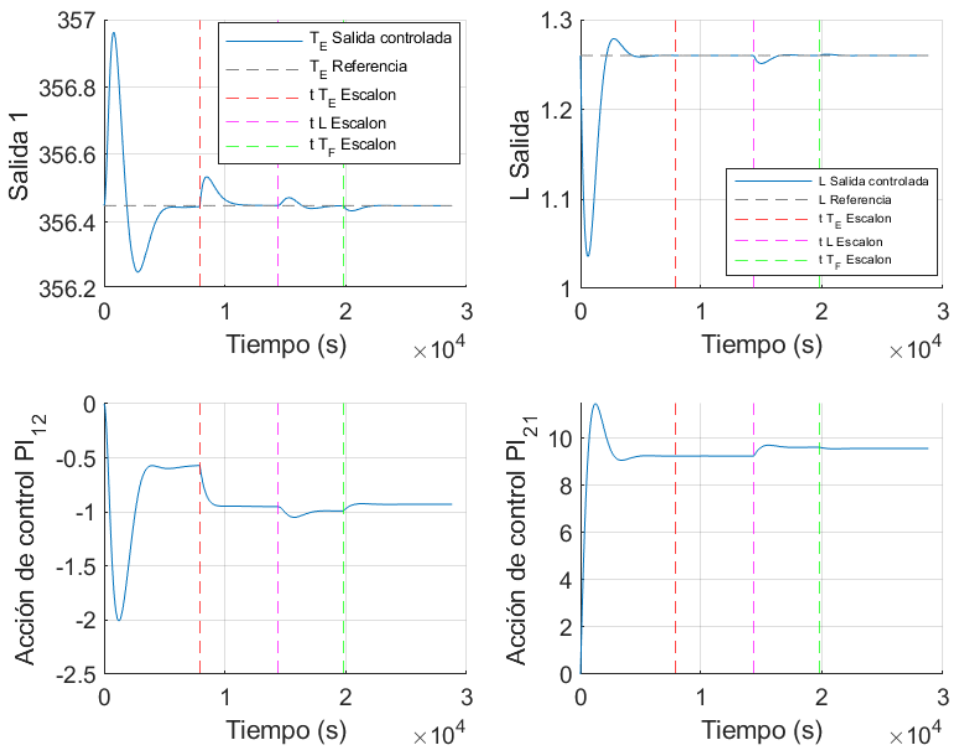 357
356.8
356.6
356.4
356.2
Salida 1
T_E Salida controlada
T_E Referencia
t T_E Escalon
t L Escalon
t T_F Escalon
0
1
2
3
Tiempo (s)
×10^4
1.3
1.2
1.1
1
L Salida
L Salida controlada
L Referencia
t T_E Escalon
t L Escalon
t T_F Escalon
0
1
2
3
Tiempo (s)
×10^4
0
-0.5
-1
-1.5
-2
-2.5
Acción de control PI_12
0
1
2
3
Tiempo (s)
×10^4
10
8
6
4
2
0
Acción de control PI_21
0
1
2
3
Tiempo (s)
×10^4